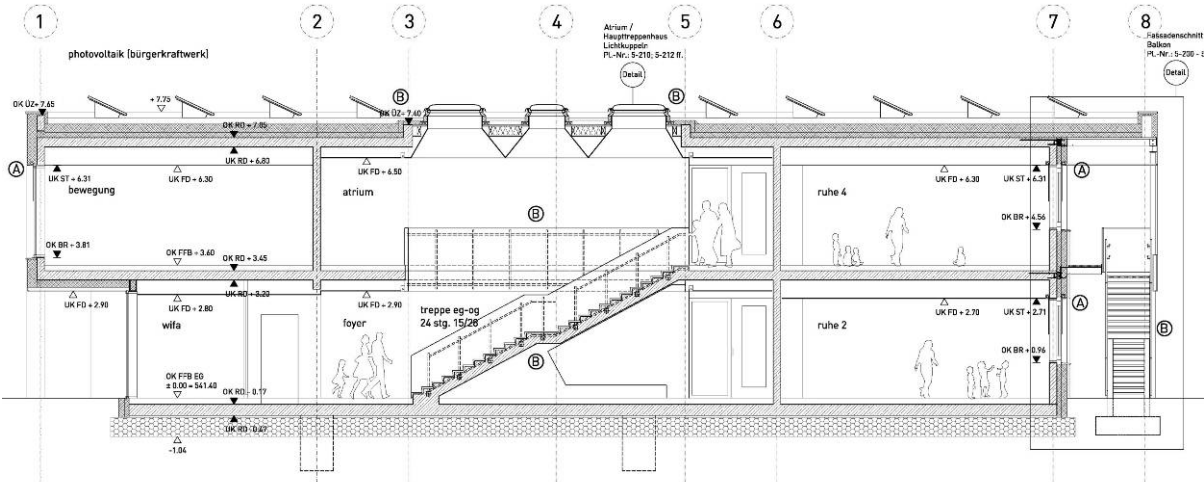 1
2
3
4
5
6
7
8
Atrium /
Haupttreppenhaus
Lichtkuppeln
PL-Nr.: 5-210; 5-212 ff.
Detail
Fassadenschnitt
Balkon
PL-Nr.: 5-200 - 5
Detail
photovoltaik (bürgerkraftwerk)
OK ÜZ+ 7.65
+ 7.75
B
OK ÜZ+ 7.40
B
OK RD + 7.05
UK RD + 6.80
A
UK ST + 6.31
UK FD + 6.30
UK FD + 6.50
UK FD + 6.30
UK ST + 6.31
A
bewegung
atrium
ruhe 4
B
OK BR + 4.56
OK BR + 3.81
OK FFB + 3.60
OK RD + 3.45
UK RD + 3.20
UK FD + 2.90
UK FD + 2.80
UK FD + 2.90
UK FD + 2.70
UK ST + 2.71
A
wifa
foyer
treppe eg-og
24 stg. 15/28
ruhe 2
B
B
OK BR + 0.96
OK FFB EG
± 0.00 = 541.40
OK RD - 0.17
UK RD - 0.47
-1.04